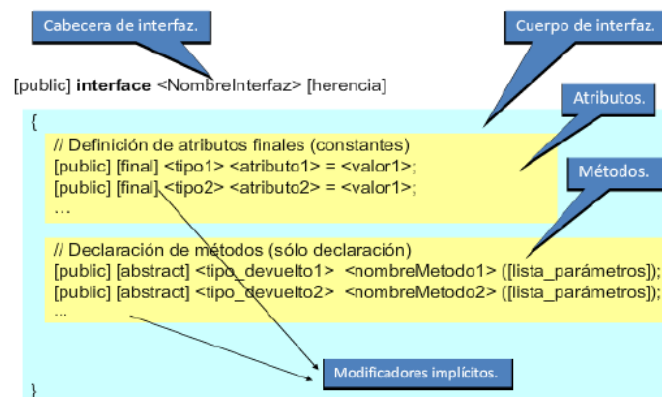 Cabecera de interfaz.
Cuerpo de interfaz.
[public] interface <NombreInterfaz> [herencia]
Atributos.
{
// Definición de atributos finales (constantes)
[public] [final] <tipo1> <atributo1> = <valor1>;
[public] [final] <tipo2> <atributo2> = <valor1>;
…
Métodos.
// Declaración de métodos (sólo declaración)
[public] [abstract] <tipo_devuelto1> <nombreMetodo1> ([lista_parámetros]);
[public] [abstract] <tipo_devuelto2> <nombreMetodo2> ([lista_parámetros]);
...
Modificadores implícitos.
}